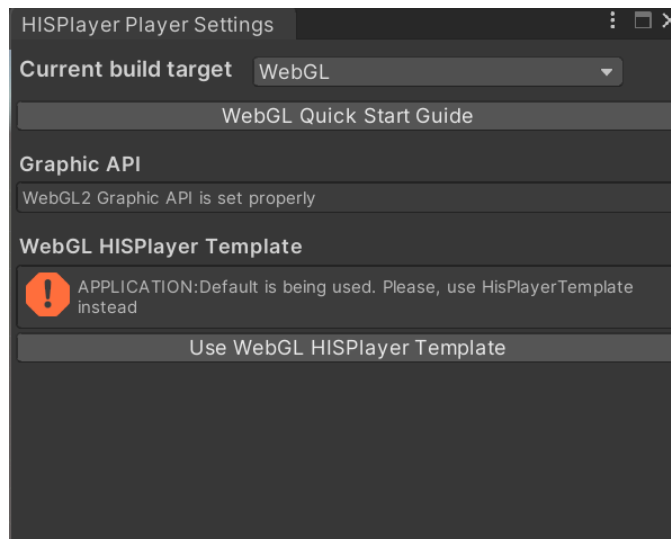 HISPlayer Player Settings
Current build target WebGL
WebGL Quick Start Guide
Graphic API
WebGL2 Graphic API is set properly
WebGL HISPlayer Template
APPLICATION:Default is being used. Please, use HisPlayerTemplate
instead
Use WebGL HISPlayer Template